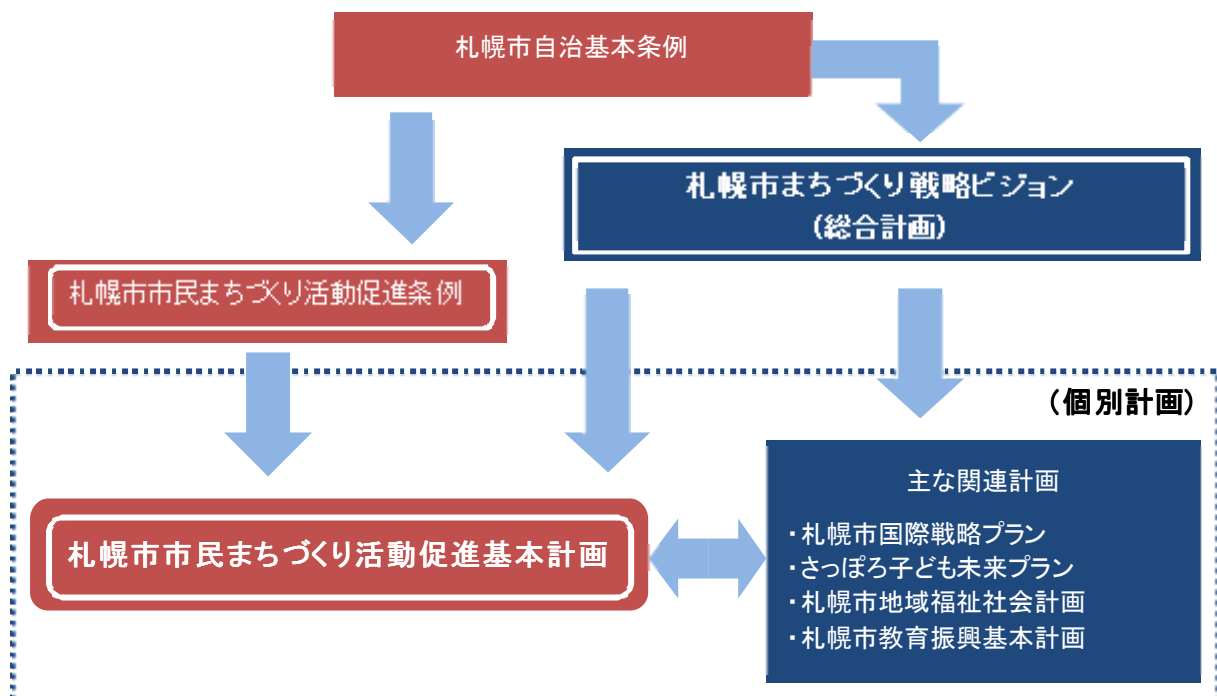 札幌市自治基本条例
札幌市まちづくり戦略ビジョン
(総合計画)
札幌市市民まちづくり活動促進条例
(個別計画)
札幌市市民まちづくり活動促進基本計画
主な関連計画
・札幌市国際戦略プラン
・さっぽろ子ども未来プラン
・札幌市地域福祉社会計画
・札幌市教育振興基本計画